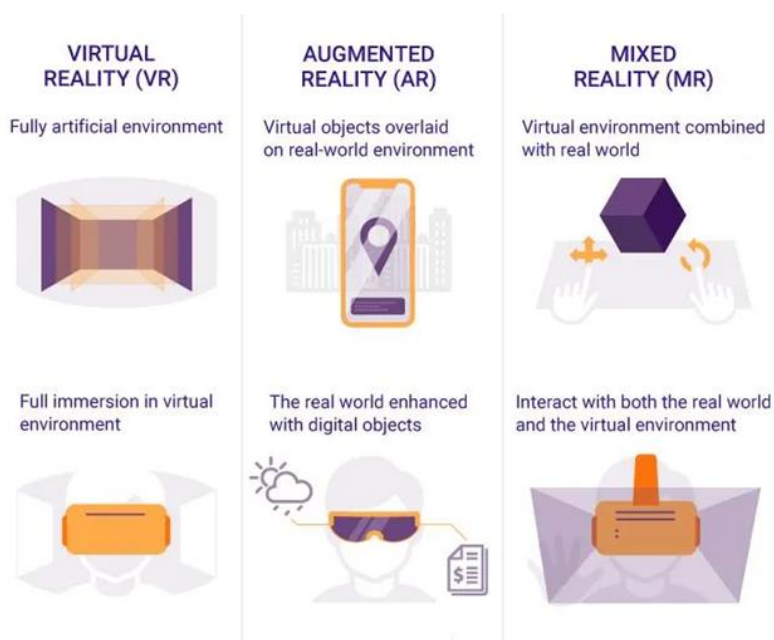 VIRTUAL
REALITY (VR)
Fully artificial environment
Full immersion in virtual
environment
AUGMENTED
REALITY (AR)
Virtual objects overlaid
on real-world environment
The real world enhanced
with digital objects
$
MIXED
REALITY (MR)
Virtual environment combined
with real world
Interact with both the real world
and the virtual environment